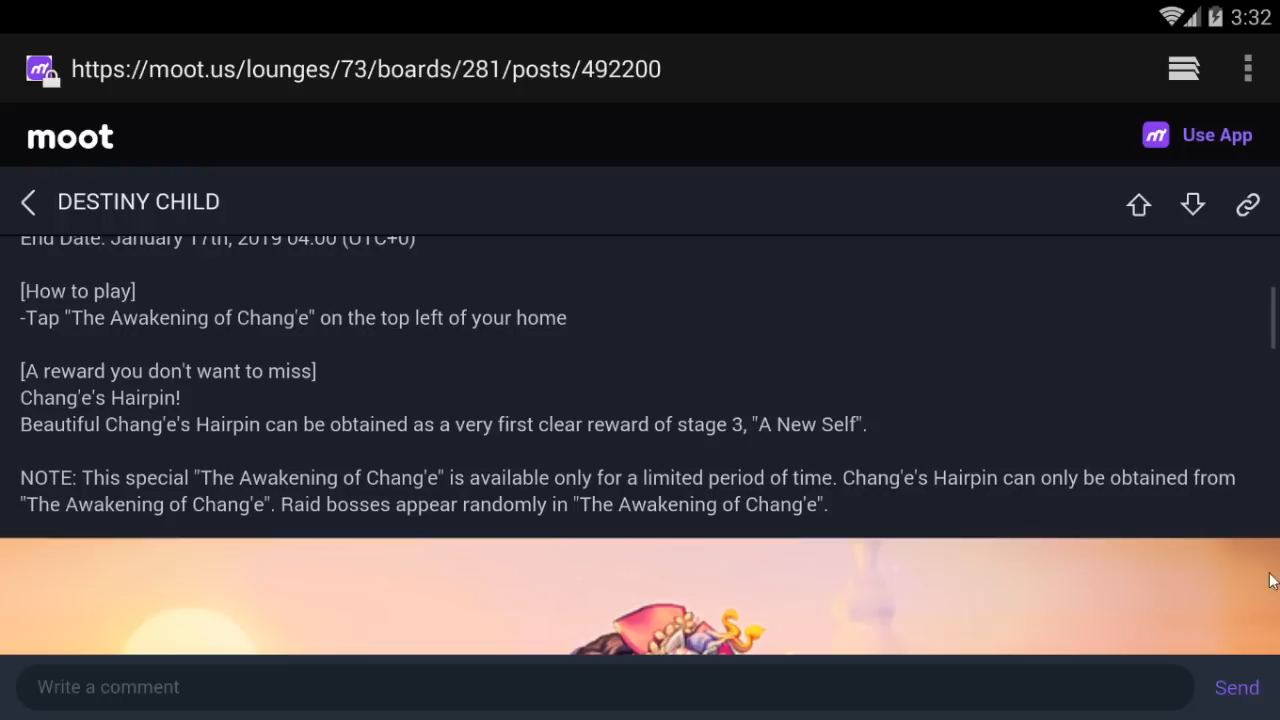 3:32
https://moot.us/lounges/73/boards/281/posts/492200
moot
Use App
DESTINY CHILD
End Date: January 17th, 2019 04:00 (UTC+0)
[How to play]
-Tap "The Awakening of Chang'e" on the top left of your home
[A reward you don't want to miss]
Chang'e's Hairpin!
Beautiful Chang'e's Hairpin can be obtained as a very first clear reward of stage 3, "A New Self".
NOTE: This special "The Awakening of Chang'e" is available only for a limited period of time. Chang'e's Hairpin can only be obtained from
"The Awakening of Chang'e". Raid bosses appear randomly in "The Awakening of Chang'e".
Write a comment
Send